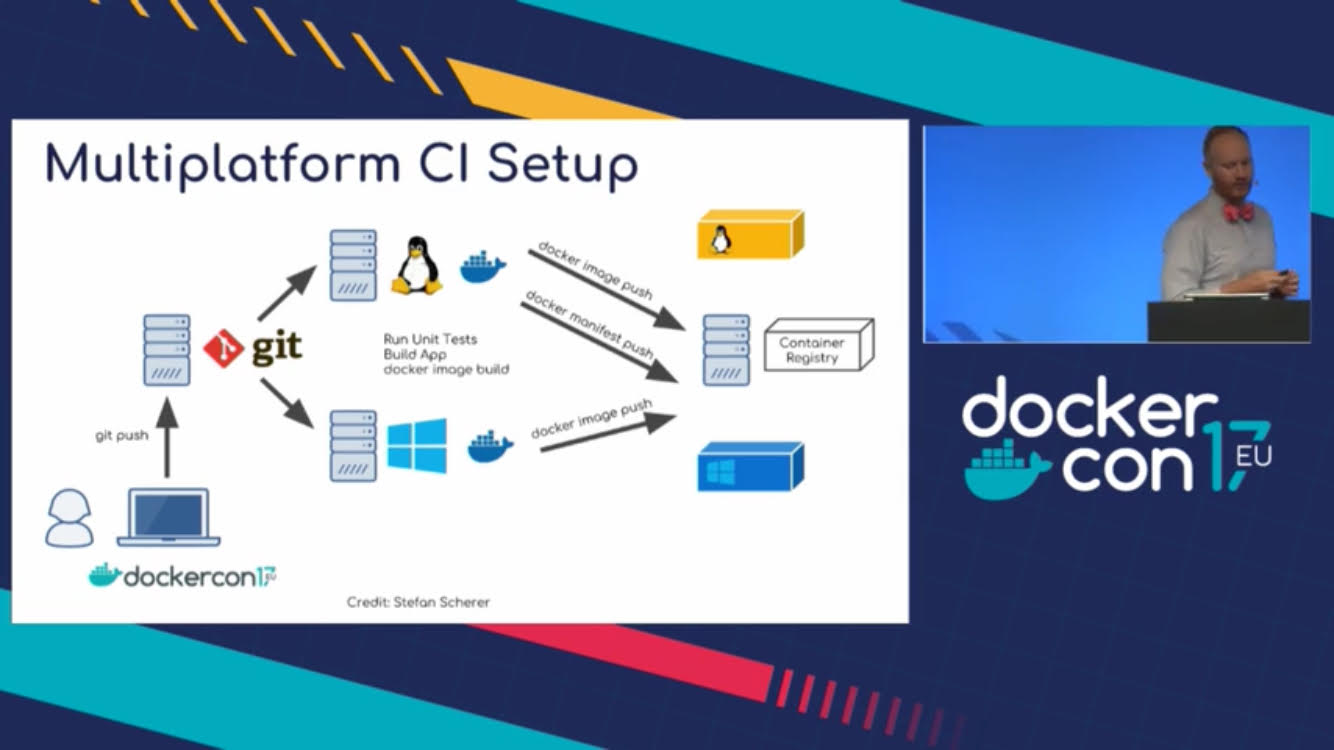 Multiplatform CI Setup
docker image push
docker manifest push
git
Run Unit Tests
Build App
docker image build
Container
Registry
docker image push
git push
dockercon17 EU
Credit: Stefan Scherer
docker
con 17 EU